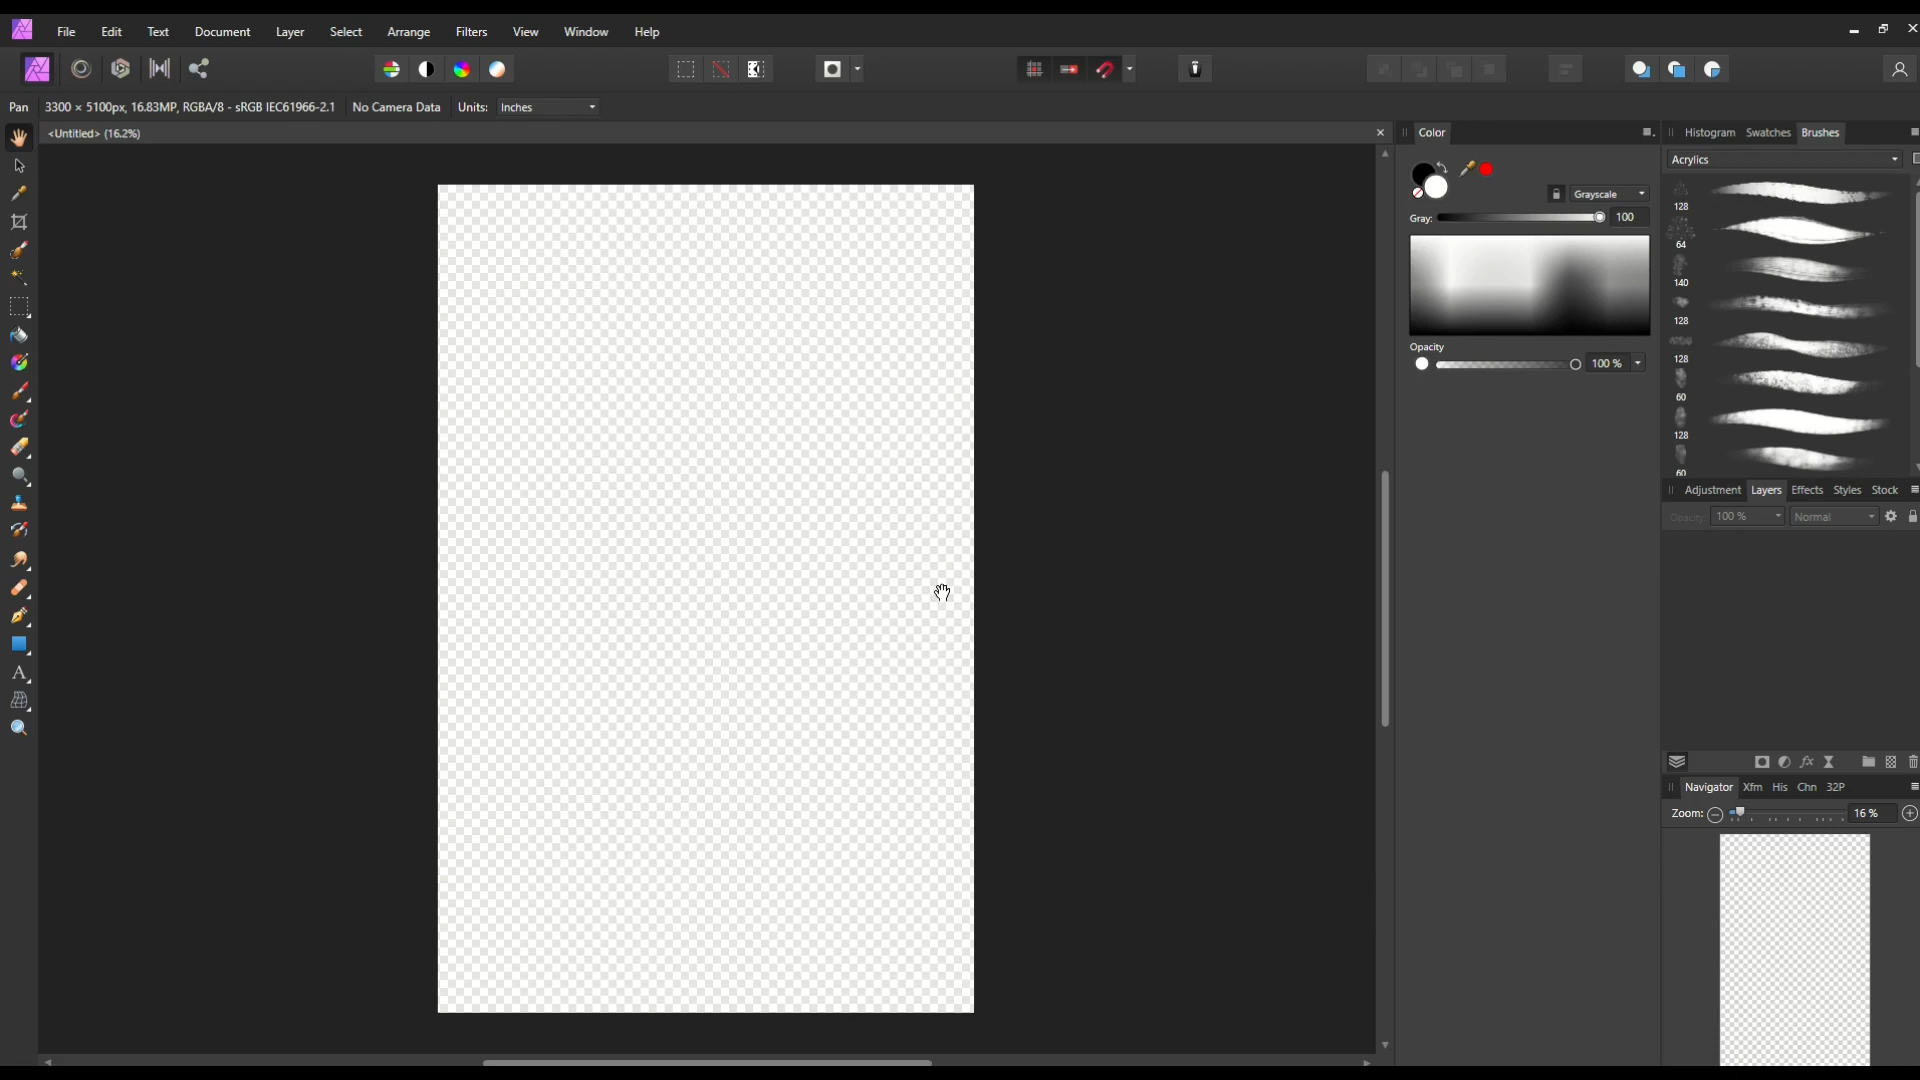 File Edit Text Document Layer Select Arrange Filters View Window Help
Pan 3300 × 5100px, 16.83MP, RGBA/8 - sRGB IEC61966-2.1 No Camera Data Units: Inches
<Untitled> (16.2%)
Color
Grayscale
Gray: 100
Opacity
100 %
Histogram Swatches Brushes
Acrylics
128
64
140
128
128
60
128
60
Adjustment Layers Effects Styles Stock
Opacity: 100 % Normal
Navigator Xfm His Chn 32P
Zoom: 16 %